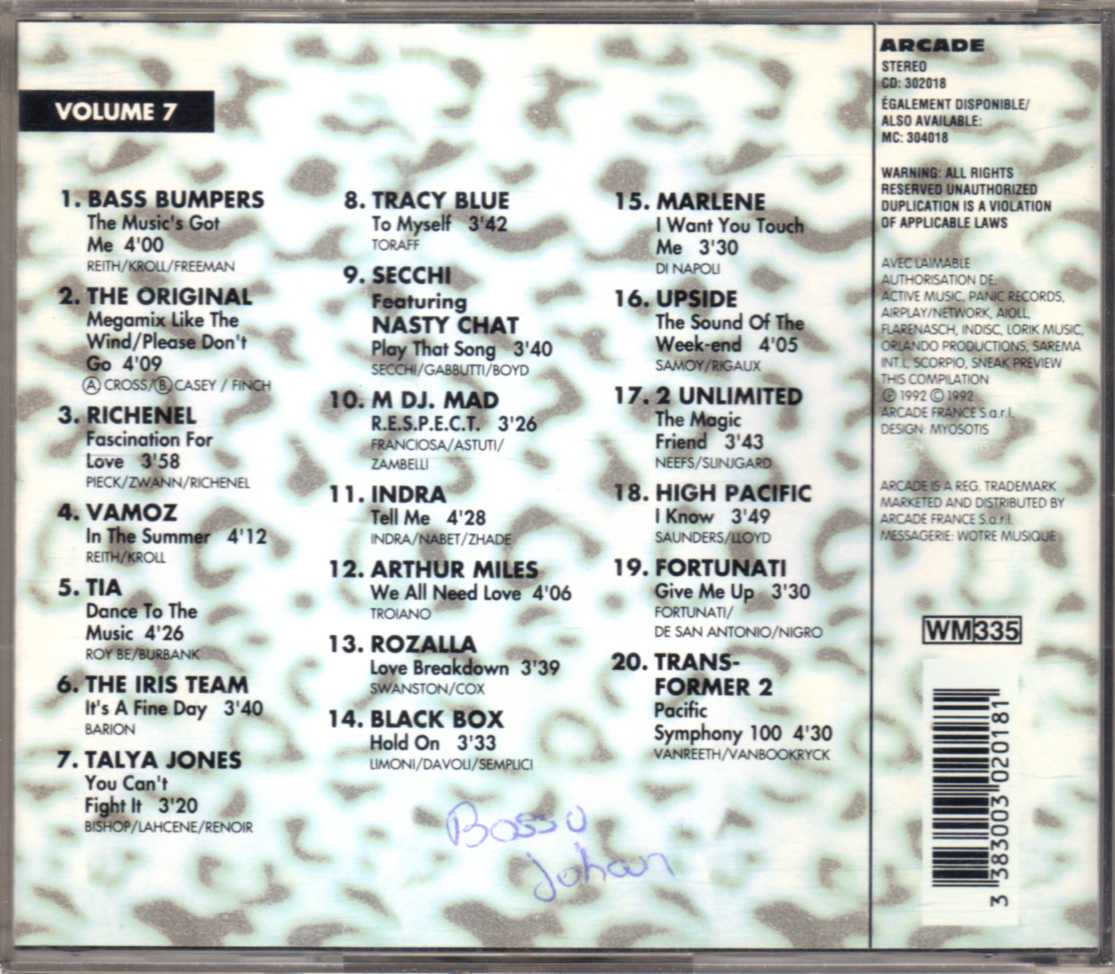 VOLUME 7
1. BASS BUMPERS
The Music's Got
Me 4'00
REITH/KROLL/FREEMAN
2. THE ORIGINAL
Megamix Like The
Wind/Please Don't
Go 4'09
Ⓐ CROSS/Ⓑ CASEY / FINCH
3. RICHENEL
Fascination For
Love 3'58
PIECK/ZWANN/RICHENEL
4. VAMOZ
In The Summer 4'12
REITH/KROLL
5. TIA
Dance To The
Music 4'26
ROY BE/BURBANK
6. THE IRIS TEAM
It's A Fine Day 3'40
BARION
7. TALYA JONES
You Can't
Fight It 3'20
BISHOP/LAHCENE/RENOIR
8. TRACY BLUE
To Myself 3'42
TORAFF
9. SECCHI
Featuring
NASTY CHAT
Play That Song 3'40
SECCHI/GABBUTTI/BOYD
10. M DJ. MAD
R.E.S.P.E.C.T. 3'26
FRANCIOSA/ASTUTI/
ZAMBELLI
11. INDRA
Tell Me 4'28
INDRA/NABET/ZHADE
12. ARTHUR MILES
We All Need Love 4'06
TROIANO
13. ROZALLA
Love Breakdown 3'39
SWANSTON/COX
14. BLACK BOX
Hold On 3'33
LIMONI/DAVOLI/SEMPLICI
15. MARLENE
I Want You Touch
Me 3'30
DI NAPOLI
16. UPSIDE
The Sound Of The
Week-end 4'05
SAMOY/RIGAUX
17. 2 UNLIMITED
The Magic
Friend 3'43
NEEFS/SLINJGARD
18. HIGH PACIFIC
I Know 3'49
SAUNDERS/LLOYD
19. FORTUNATI
Give Me Up 3'30
FORTUNATI/
DE SAN ANTONIO/NIGRO
20. TRANS-
FORMER 2
Pacific
Symphony 100 4'30
VANREETH/VANBOOKRYCK
Bossu
Johan
ARCADE
STEREO
CD: 302018
ÉGALEMENT DISPONIBLE/
ALSO AVAILABLE:
MC: 304018
WARNING: ALL RIGHTS
RESERVED UNAUTHORIZED
DUPLICATION IS A VIOLATION
OF APPLICABLE LAWS
AVEC L'AIMABLE
AUTORISATION DE:
ACTIVE MUSIC, PANIC RECORDS,
AIRPLAY/NETWORK, AIOLI,
FLARENASCH, INDISC, LORIK MUSIC,
ORLANDO PRODUCTIONS, SAREMA
INT.L, SCORPIO, SNEAK PREVIEW
THIS COMPILATION
Ⓟ 1992 © 1992
ARCADE FRANCE S.a.r.l.
DESIGN: MYOSOTIS
ARCADE IS A REG. TRADEMARK
MARKETED AND DISTRIBUTED BY
ARCADE FRANCE S.a.r.l.
MESSAGERIE: WOTRE MUSIQUE
WM 335
3 383003 020181